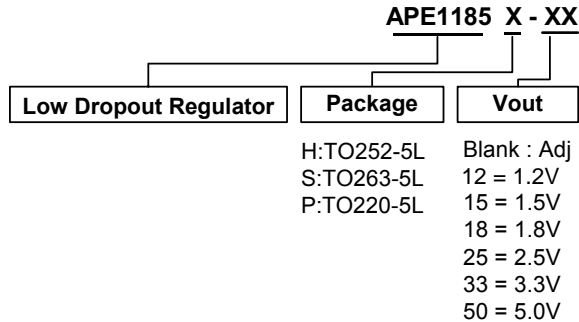 APE1185 X - XX
Low Dropout Regulator
Package
Vout
H:TO252-5L
S:TO263-5L
P:TO220-5L
Blank : Adj
12 = 1.2V
15 = 1.5V
18 = 1.8V
25 = 2.5V
33 = 3.3V
50 = 5.0V